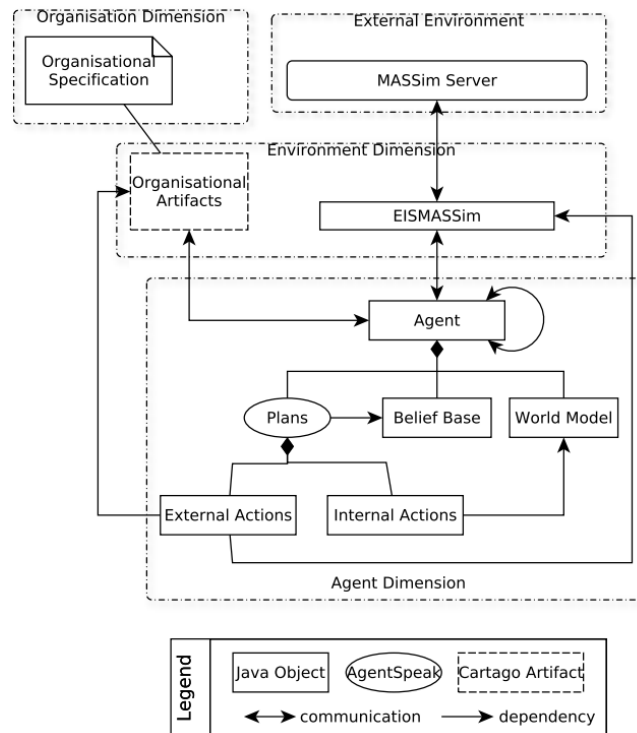 Organisation Dimension
Organisational
Specification
External Environment
MASSim Server
Environment Dimension
Organisational
Artifacts
EISMASSim
Agent
Plans
Belief Base
World Model
External Actions
Internal Actions
Agent Dimension
Legend
Java Object
AgentSpeak
Cartago Artifact
communication
dependency